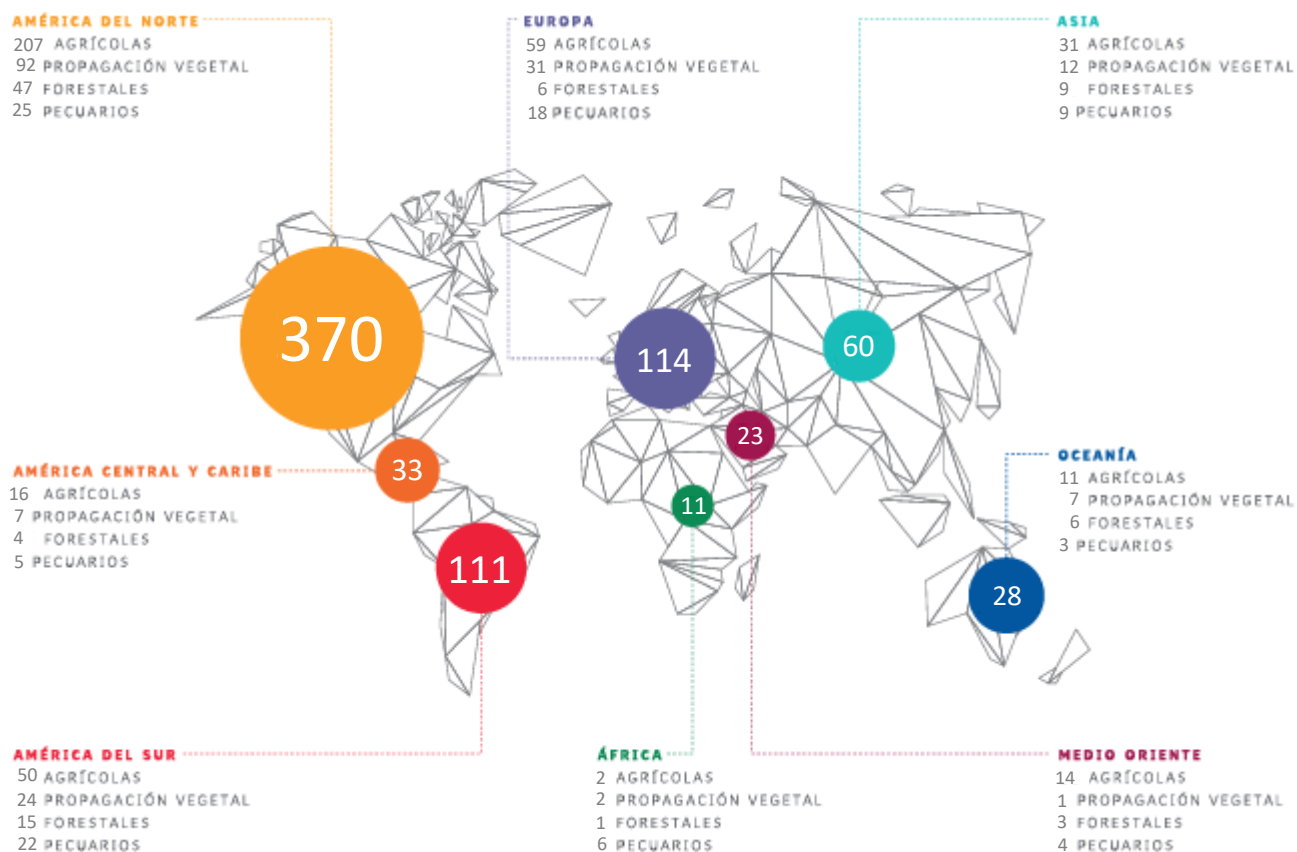 AMÉRICA DEL NORTE
207 AGRÍCOLAS
92 PROPAGACIÓN VEGETAL
47 FORESTALES
25 PECUARIOS
EUROPA
59 AGRÍCOLAS
31 PROPAGACIÓN VEGETAL
6 FORESTALES
18 PECUARIOS
ASIA
31 AGRÍCOLAS
12 PROPAGACIÓN VEGETAL
9 FORESTALES
9 PECUARIOS
370
114
60
23
33
11
111
28
AMÉRICA CENTRAL Y CARIBE
16 AGRÍCOLAS
7 PROPAGACIÓN VEGETAL
4 FORESTALES
5 PECUARIOS
OCEANÍA
11 AGRÍCOLAS
7 PROPAGACIÓN VEGETAL
6 FORESTALES
3 PECUARIOS
AMÉRICA DEL SUR
50 AGRÍCOLAS
24 PROPAGACIÓN VEGETAL
15 FORESTALES
22 PECUARIOS
ÁFRICA
2 AGRÍCOLAS
2 PROPAGACIÓN VEGETAL
1 FORESTALES
6 PECUARIOS
MEDIO ORIENTE
14 AGRÍCOLAS
1 PROPAGACIÓN VEGETAL
3 FORESTALES
4 PECUARIOS